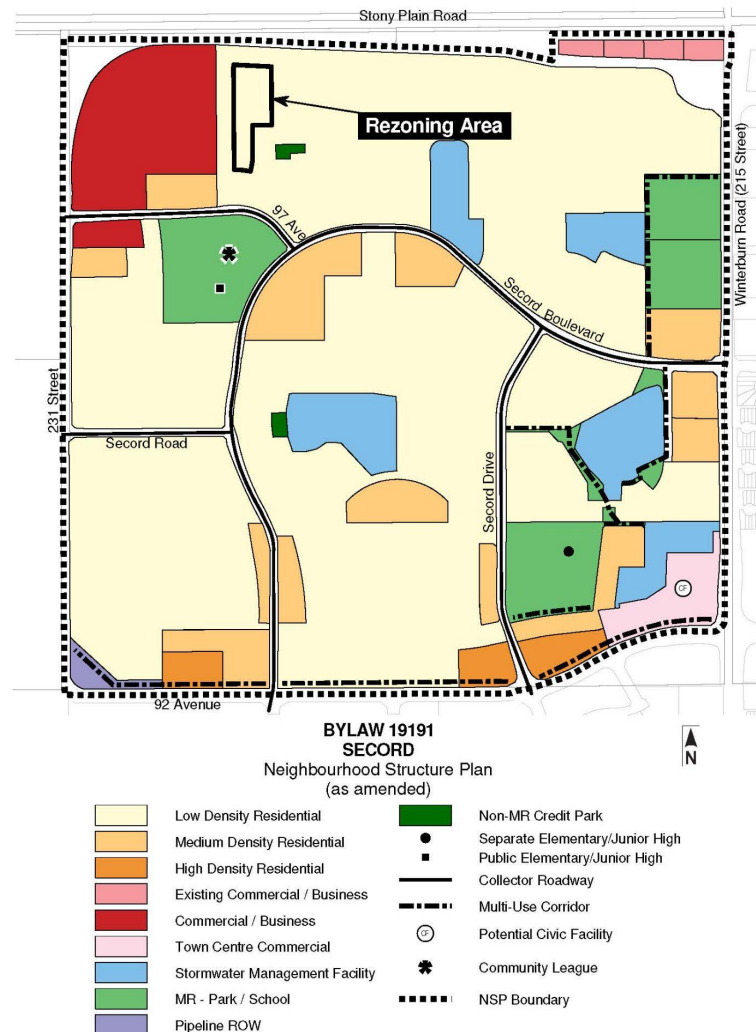 Stony Plain Road
Rezoning Area
Winterburn Road (215 Street)
97 Ave
Secord Boulevard
231 Street
Secord Road
Secord Drive
CF
92 Avenue
BYLAW 19191
SECORD
Neighbourhood Structure Plan
(as amended)
N
Low Density Residential
Medium Density Residential
High Density Residential
Existing Commercial / Business
Commercial / Business
Town Centre Commercial
Stormwater Management Facility
MR - Park / School
Pipeline ROW
Non-MR Credit Park
Separate Elementary/Junior High
Public Elementary/Junior High
Collector Roadway
Multi-Use Corridor
CF
Potential Civic Facility
Community League
NSP Boundary